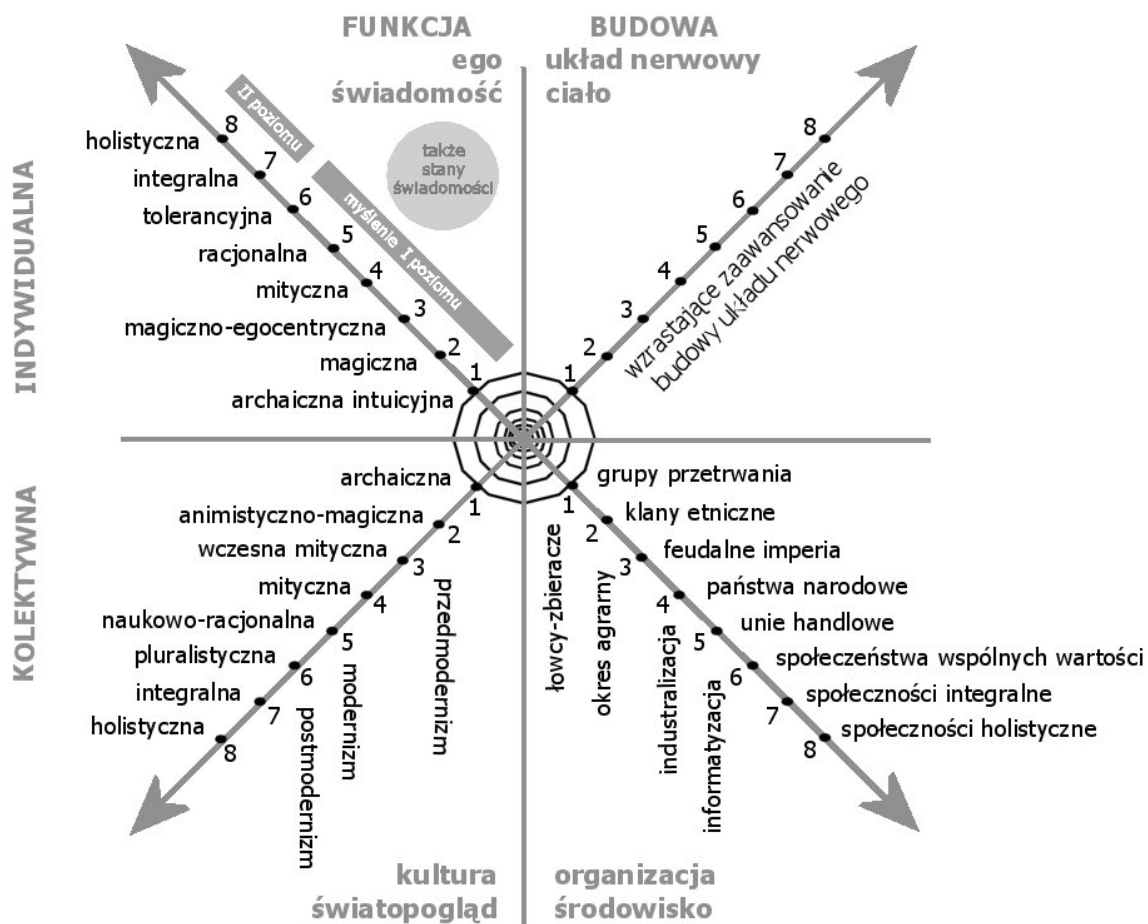 FUNKCJA
ego
świadomość
BUDOWA
układ nerwowy
ciało
INDYWIDUALNA
KOLEKTYWNA
II poziomu
myślenie I poziomu
także
stany
świadomości
8
holistyczna
7
integralna
6
tolerancyjna
5
racjonalna
4
mityczna
3
magiczno-egocentryczna
2
magiczna
1
archaiczna intuicyjna
8
7
6
5
4
3
2
1
wzrastające zaawansowanie
budowy układu nerwowego
archaiczna
1
animistyczno-magiczna
2
wczesna mityczna
3
mityczna
4
naukowo-racjonalna
5
pluralistyczna
6
integralna
7
holistyczna
8
przedmodernizm
modernizm
postmodernizm
grupy przetrwania
1
klany etniczne
2
feudalne imperia
3
państwa narodowe
4
unie handlowe
5
społeczeństwa wspólnych wartości
6
społeczności integralne
7
społeczności holistyczne
8
łowcy-zbieracze
okres agrarny
industralizacja
informatyzacja
kultura
światopogląd
organizacja
środowisko